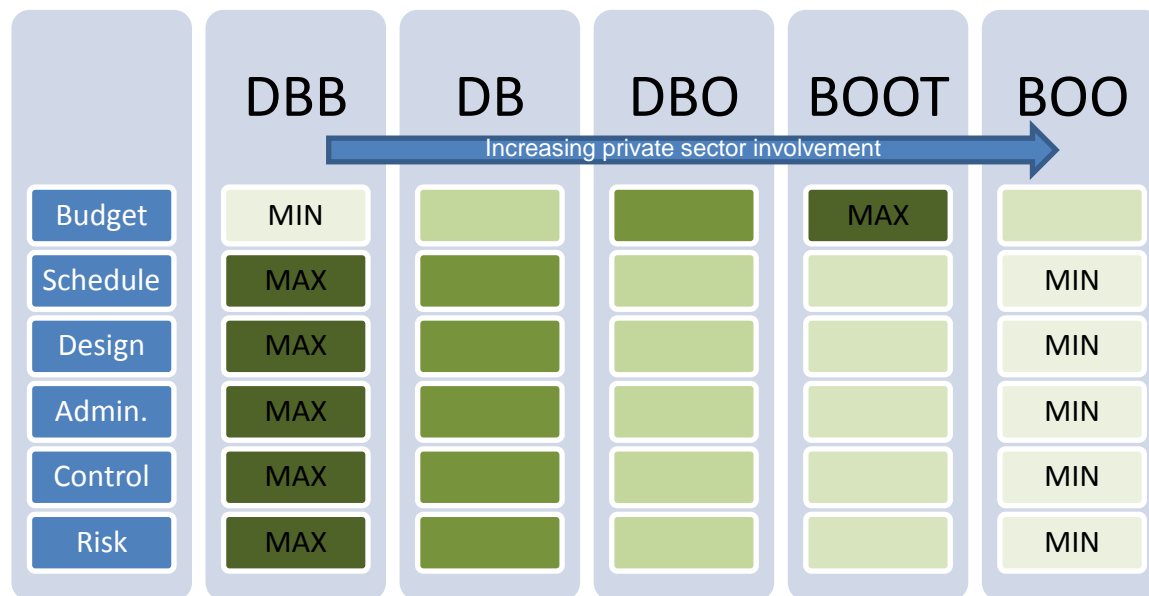 DBB DB DBO BOOT BOO
Increasing private sector involvement
Budget MIN MAX
Schedule MAX MIN
Design MAX MIN
Admin. MAX MIN
Control MAX MIN
Risk MAX MIN